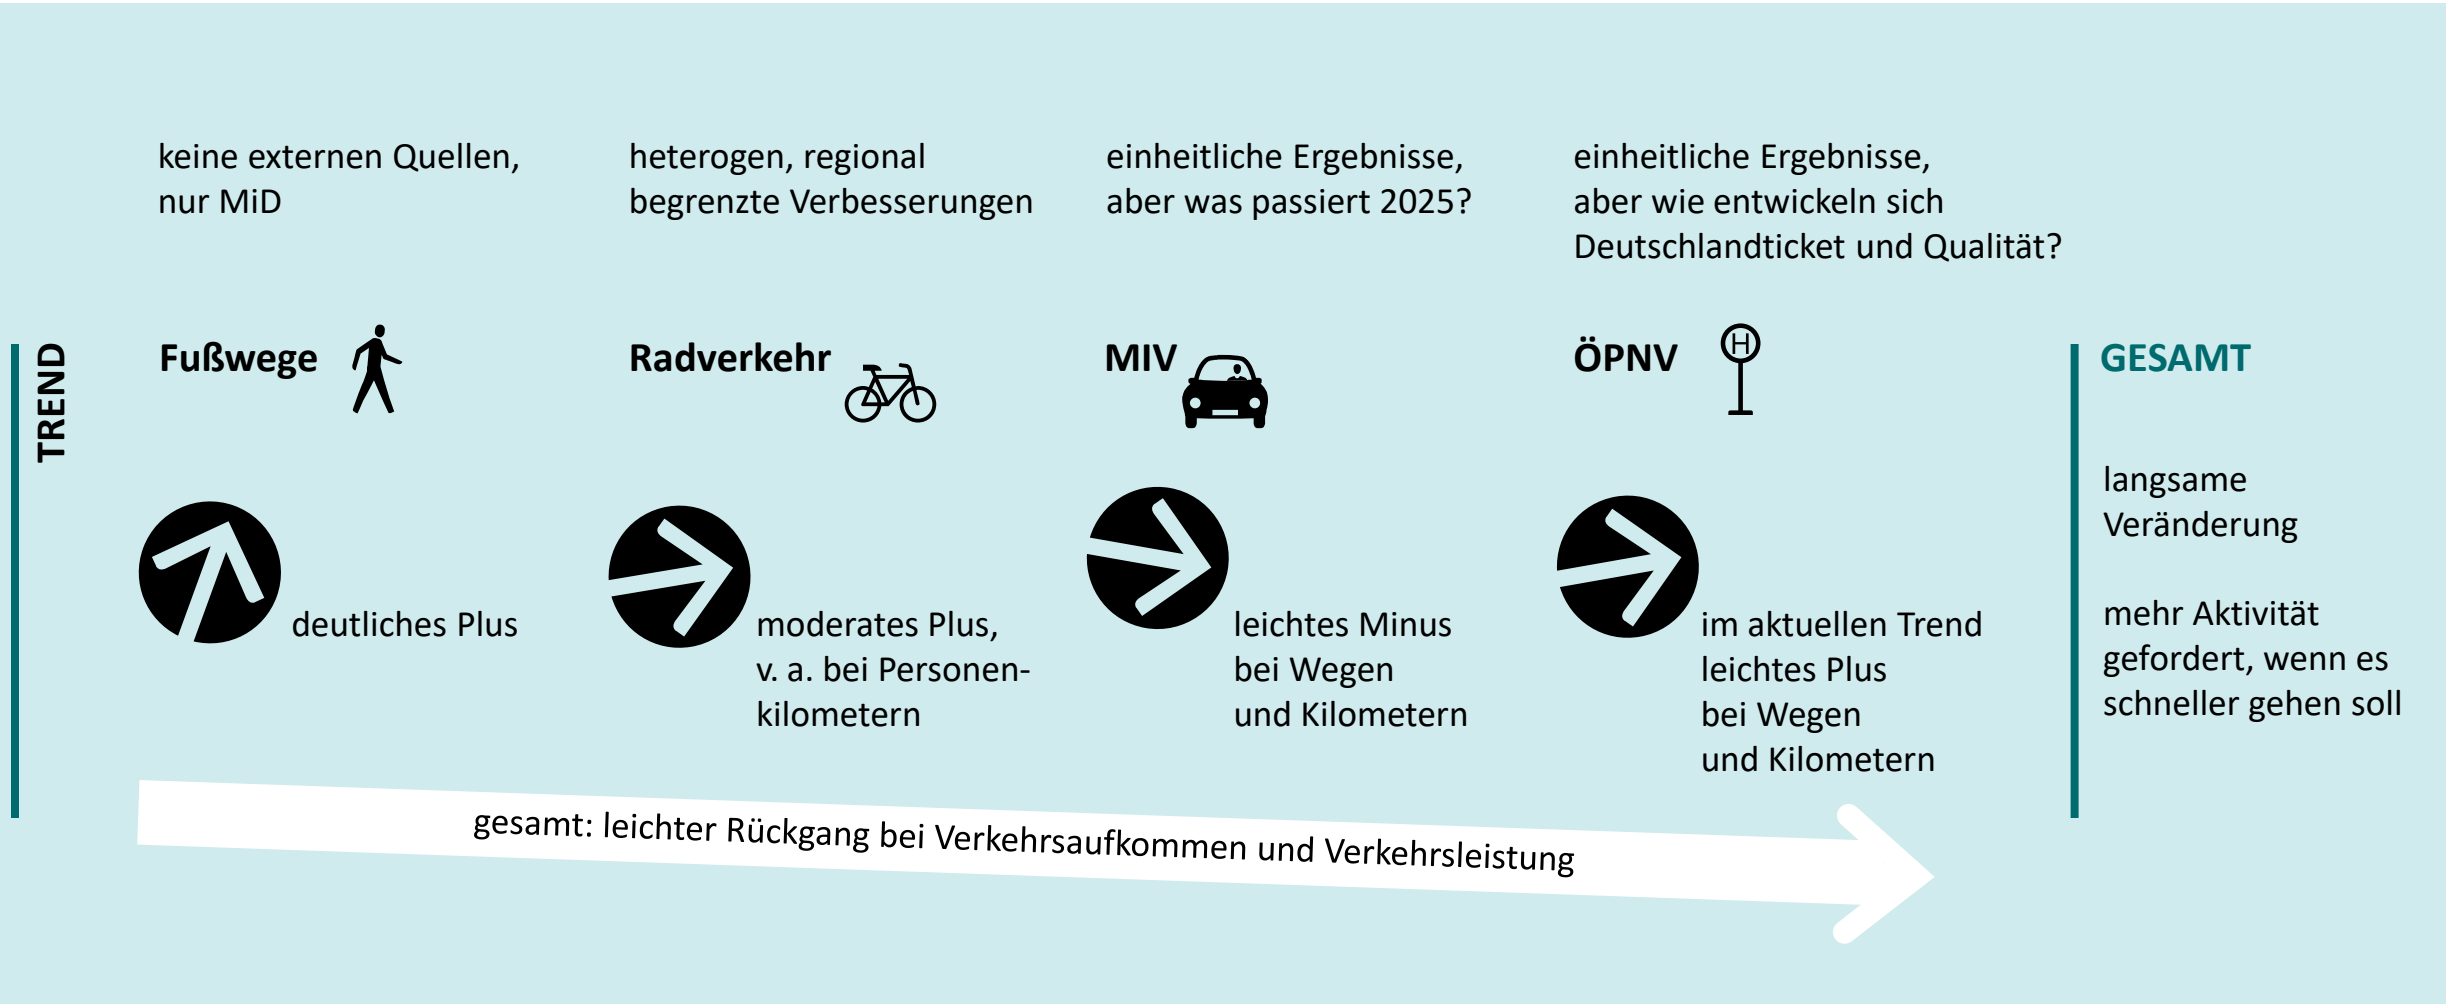 keine externen Quellen,
nur MiD
heterogen, regional
begrenzte Verbesserungen
einheitliche Ergebnisse,
aber was passiert 2025?
einheitliche Ergebnisse,
aber wie entwickeln sich
Deutschlandticket und Qualität?
TREND
Fußwege
Radverkehr
MIV
ÖPNV
H
GESAMT
deutliches Plus
moderates Plus,
v. a. bei Personen-
kilometern
leichtes Minus
bei Wegen
und Kilometern
im aktuellen Trend
leichtes Plus
bei Wegen
und Kilometern
langsame
Veränderung
mehr Aktivität
gefordert, wenn es
schneller gehen soll
gesamt: leichter Rückgang bei Verkehrsaufkommen und Verkehrsleistung